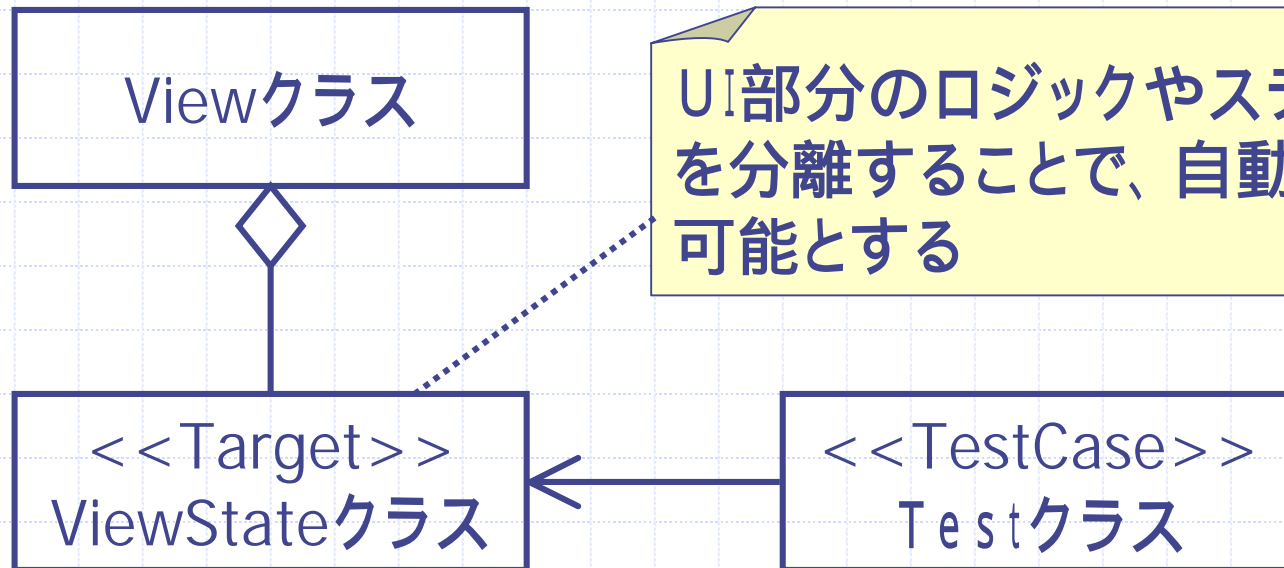 Viewクラス
UI部分のロジックやステ
を分離することで、自動
可能とする
<<Target>>
ViewStateクラス
<<TestCase>>
Testクラス